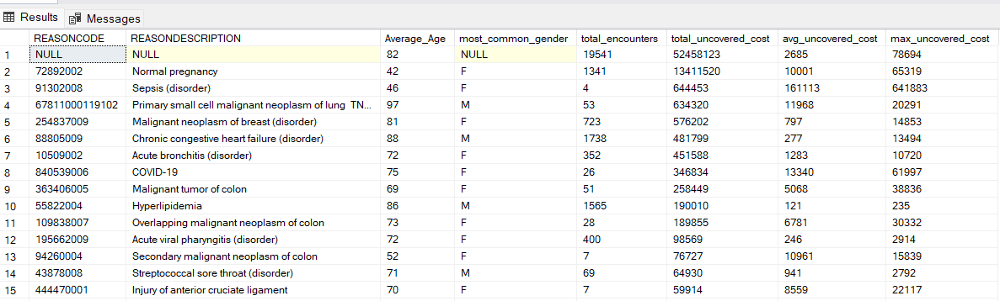 Results Messages
REASONCODE REASONDESCRIPTION Average_Age most_common_gender total_encounters total_uncovered_cost avg_uncovered_cost max_uncovered_cost
1 NULL NULL 82 NULL 19541 52458123 2685 78694
2 72892002 Normal pregnancy 42 F 1341 13411520 10001 65319
3 91302008 Sepsis (disorder) 46 F 4 644453 161113 641883
4 67811000119102 Primary small cell malignant neoplasm of lung TN... 97 M 53 634320 11968 20291
5 254837009 Malignant neoplasm of breast (disorder) 81 F 723 576202 797 14853
6 88805009 Chronic congestive heart failure (disorder) 88 M 1738 481799 277 13494
7 10509002 Acute bronchitis (disorder) 72 F 352 451588 1283 10720
8 840539006 COVID-19 75 F 26 346834 13340 61997
9 363406005 Malignant tumor of colon 69 F 51 258449 5068 38836
10 55822004 Hyperlipidemia 86 M 1565 190010 121 235
11 109838007 Overlapping malignant neoplasm of colon 73 F 28 189855 6781 30332
12 195662009 Acute viral pharyngitis (disorder) 72 F 400 98569 246 2914
13 94260004 Secondary malignant neoplasm of colon 52 F 7 76727 10961 15839
14 43878008 Streptococcal sore throat (disorder) 71 M 69 64930 941 2792
15 444470001 Injury of anterior cruciate ligament 70 F 7 59914 8559 22117